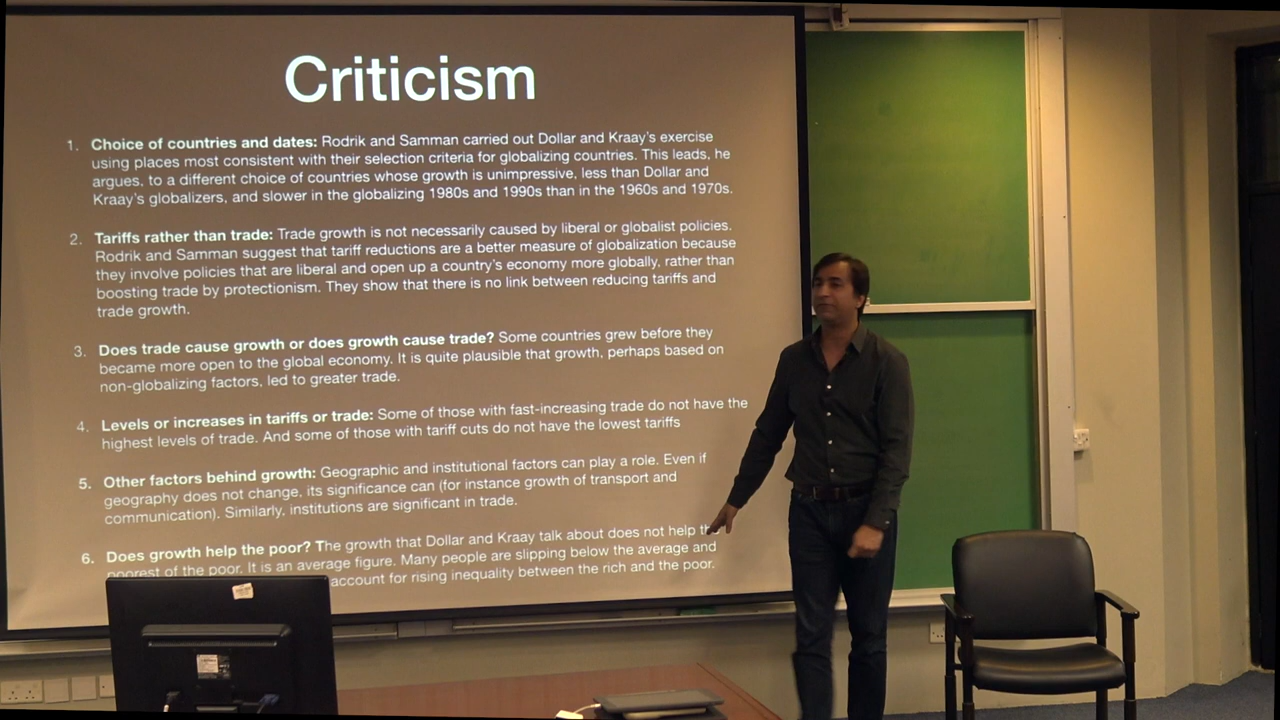 Criticism
1. Choice of countries and dates: Rodrik and Samman carried out Dollar and Kraay's exercise
using places most consistent with their selection criteria for globalizing countries. This leads, he
argues, to a different choice of countries whose growth is unimpressive, less than Dollar and
Kraay's globalizers, and slower in the globalizing 1980s and 1990s than in the 1960s and 1970s.
2. Tariffs rather than trade: Trade growth is not necessarily caused by liberal or globalist policies.
Rodrik and Samman suggest that tariff reductions are a better measure of globalization because
they involve policies that are liberal and open up a country's economy more globally, rather than
boosting trade by protectionism. They show that there is no link between reducing tariffs and
trade growth.
3. Does trade cause growth or does growth cause trade? Some countries grew before they
became more open to the global economy. It is quite plausible that growth, perhaps based on
non-globalizing factors, led to greater trade.
4. Levels or increases in tariffs or trade: Some of those with fast-increasing trade do not have the
highest levels of trade. And some of those with tariff cuts do not have the lowest tariffs
5. Other factors behind growth: Geographic and institutional factors can play a role. Even if
geography does not change, its significance can (for instance growth of transport and
communication). Similarly, institutions are significant in trade.
6. Does growth help the poor? The growth that Dollar and Kraay talk about does not help
poorest of the poor. It is an average figure. Many people are slipping below the average and
account for rising inequality between the rich and the poor.